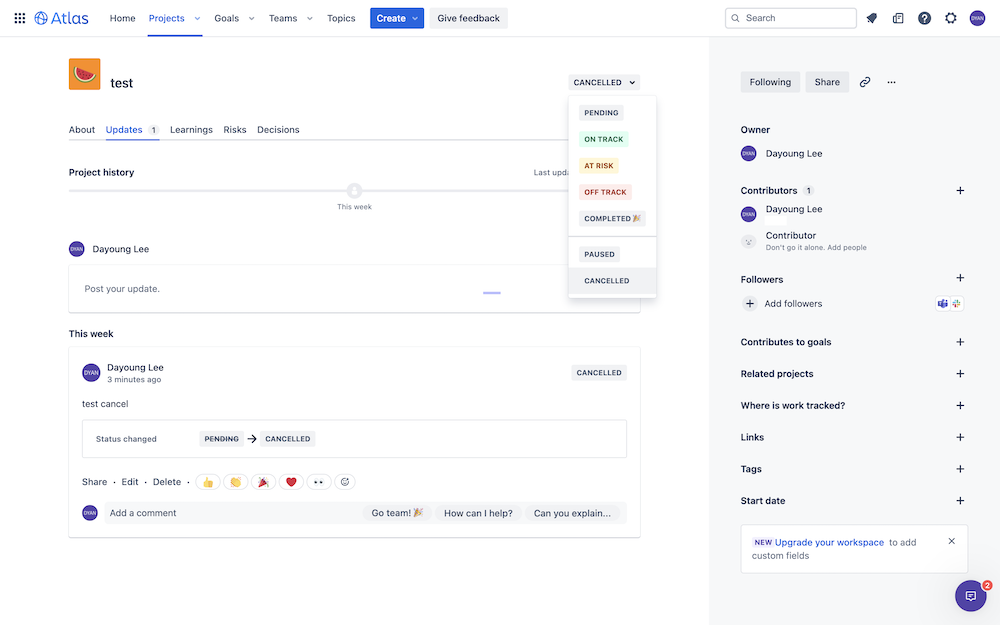 Atlas
Home
Projects
Goals
Teams
Topics
Create
Give feedback
Search
DYAN
test
CANCELLED
PENDING
ON TRACK
AT RISK
OFF TRACK
COMPLETED🎉
PAUSED
CANCELLED
About
Updates 1
Learnings
Risks
Decisions
Project history
Last upda
This week
DYAN
Dayoung Lee
Post your update.
This week
DYAN
Dayoung Lee
3 minutes ago
CANCELLED
test cancel
Status changed
PENDING → CANCELLED
Share · Edit · Delete ·
DYAN
Add a comment
Go team! 🎉
How can I help?
Can you explain...
Following
Share
Owner
DYAN
Dayoung Lee
Contributors 1
DYAN
Dayoung Lee
Contributor
Don't go it alone. Add people
Followers
Add followers
Contributes to goals
Related projects
Where is work tracked?
Links
Tags
Start date
NEW Upgrade your workspace to add
custom fields
2